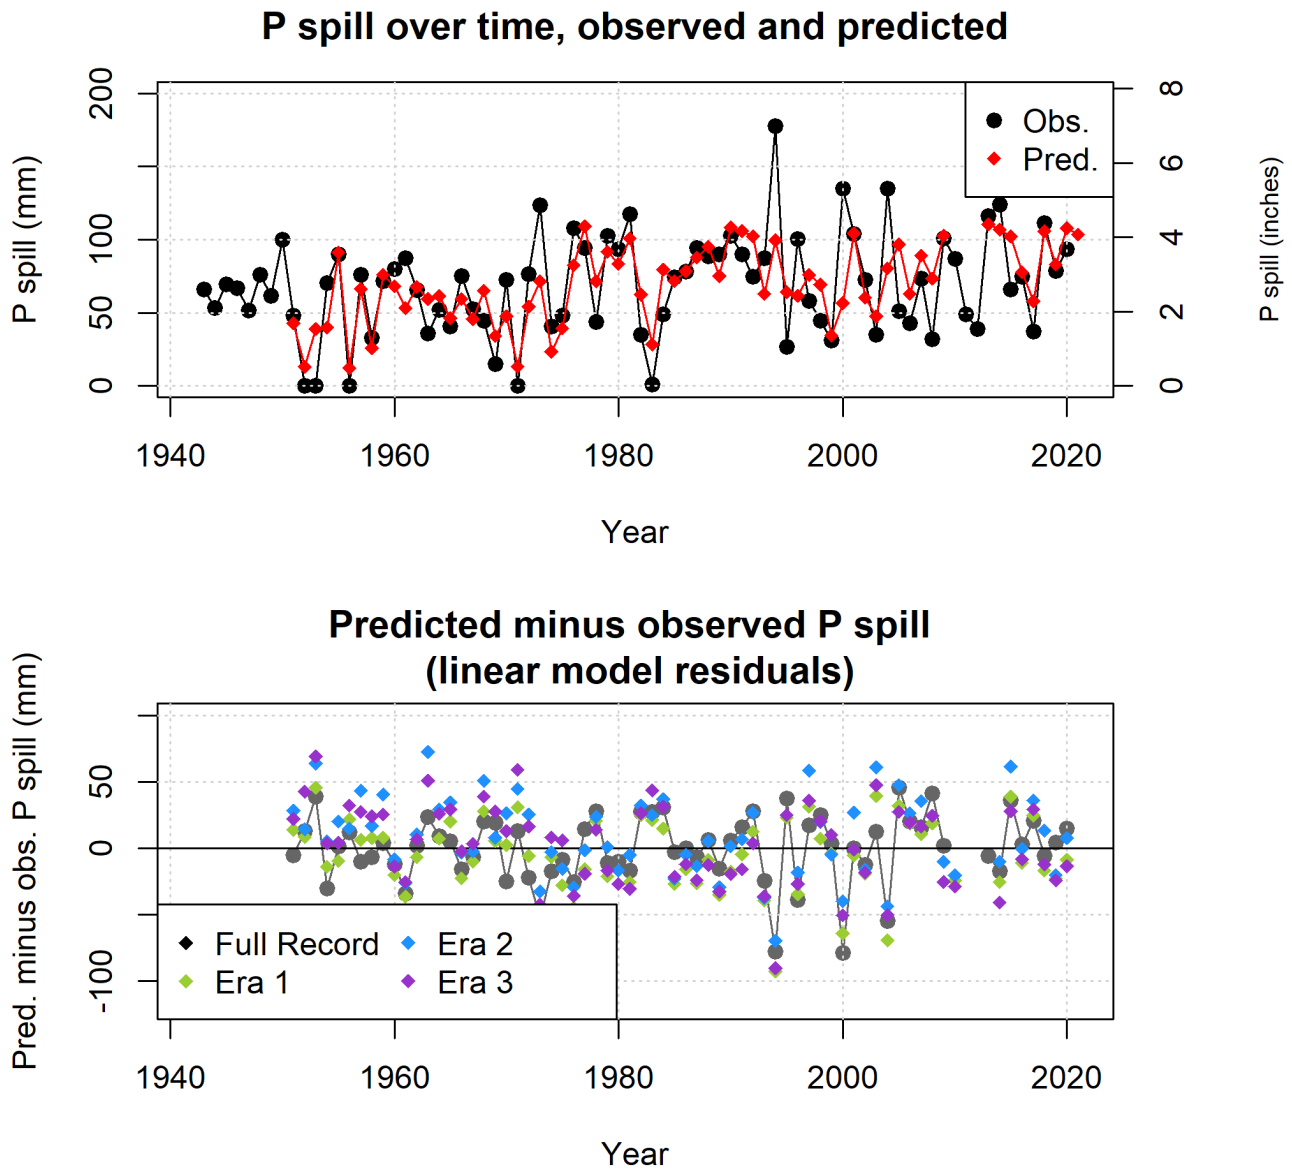 P spill over time, observed and predicted
P spill (mm)
200
100
50
0
8
6
4
2
0
P spill (inches)
Obs.
Pred.
1940 1960 1980 2000 2020
Year
Predicted minus observed P spill
(linear model residuals)
Pred. minus obs. P spill (mm)
50
0
-100
Full Record Era 2
Era 1 Era 3
1940 1960 1980 2000 2020
Year